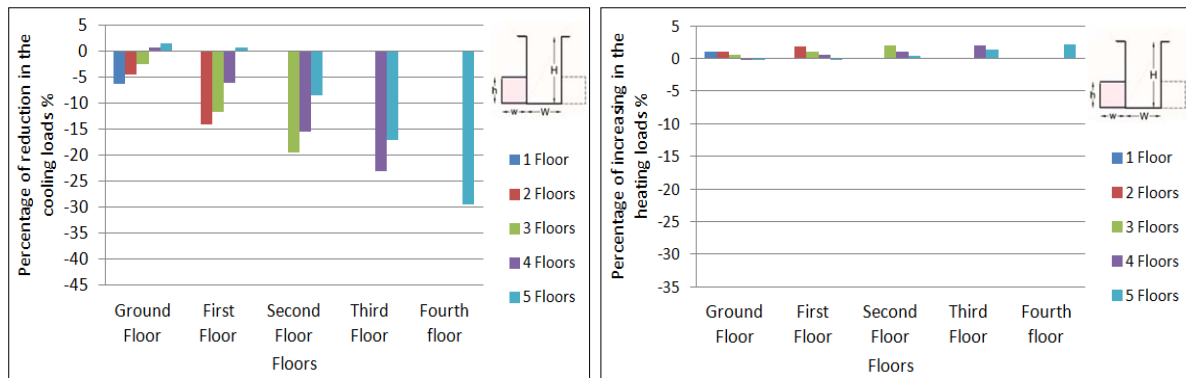 Percentage of reduction in the
cooling loads %
5
0
-5
-10
-15
-20
-25
-30
-35
-40
-45
Ground
Floor
First
Floor
Second
Floor
Third
Floor
Fourth
floor
Floors
h
H
w
W
1 Floor
2 Floors
3 Floors
4 Floors
5 Floors
Percentage of increasing in the
heating loads %
5
0
-5
-10
-15
-20
-25
-30
-35
Ground
Floor
First
Floor
Second
Floor
Third
Floor
Fourth
floor
Floors
h
H
w
W
1 Floor
2 Floors
3 Floors
4 Floors
5 Floors